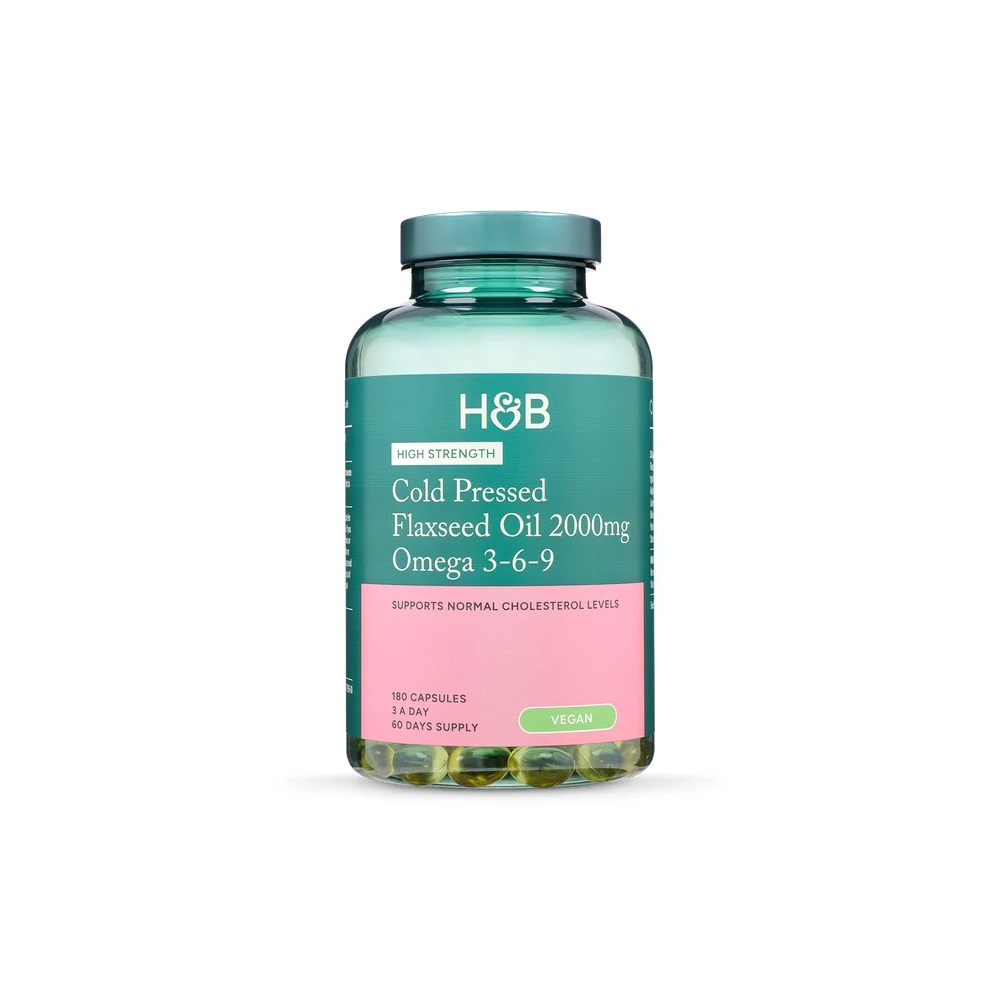 H&B
HIGH STRENGTH
Cold Pressed
Flaxseed Oil 2000mg
Omega 3-6-9
SUPPORTS NORMAL CHOLESTEROL LEVELS
180 CAPSULES
3 A DAY
60 DAYS SUPPLY
VEGAN